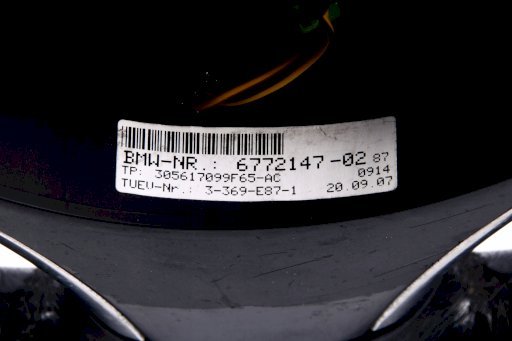 BMW-NR.: 6772147-02 87
TP: 305617099F65-AC 0914
TUEV-Nr.: 3-369-E87-1 20.09.07